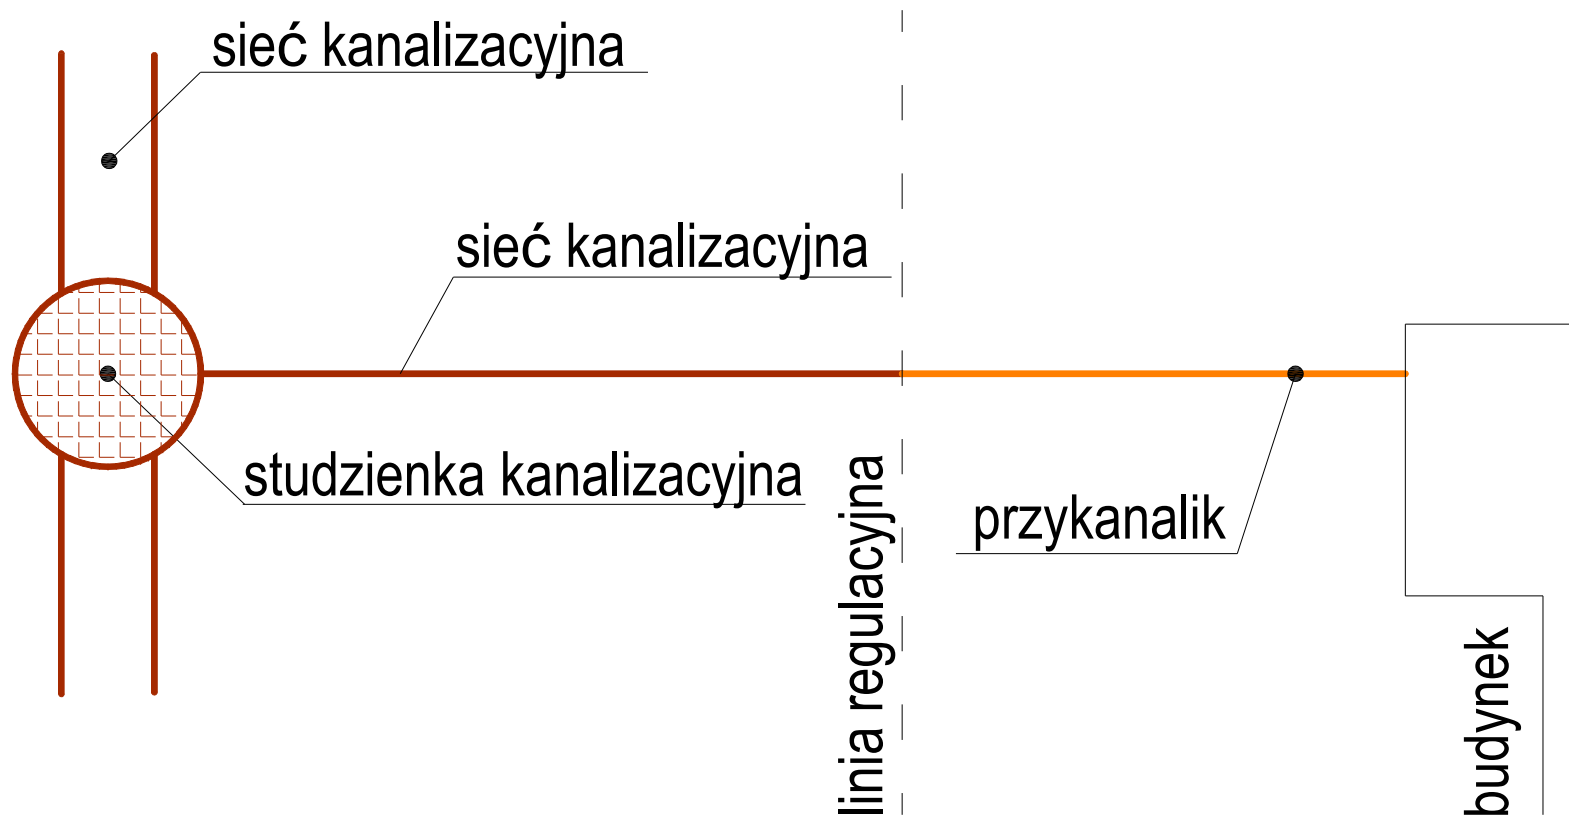 sieć kanalizacyjna
sieć kanalizacyjna
studzienka kanalizacyjna
linia regulacyjna
przykanalik
budynek